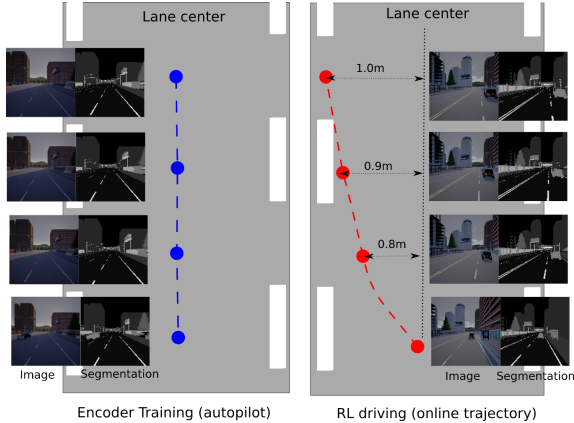 Lane center
Lane center
1.0m
0.9m
0.8m
Image
Segmentation
Image
Segmentation
Encoder Training (autopilot)
RL driving (online trajectory)